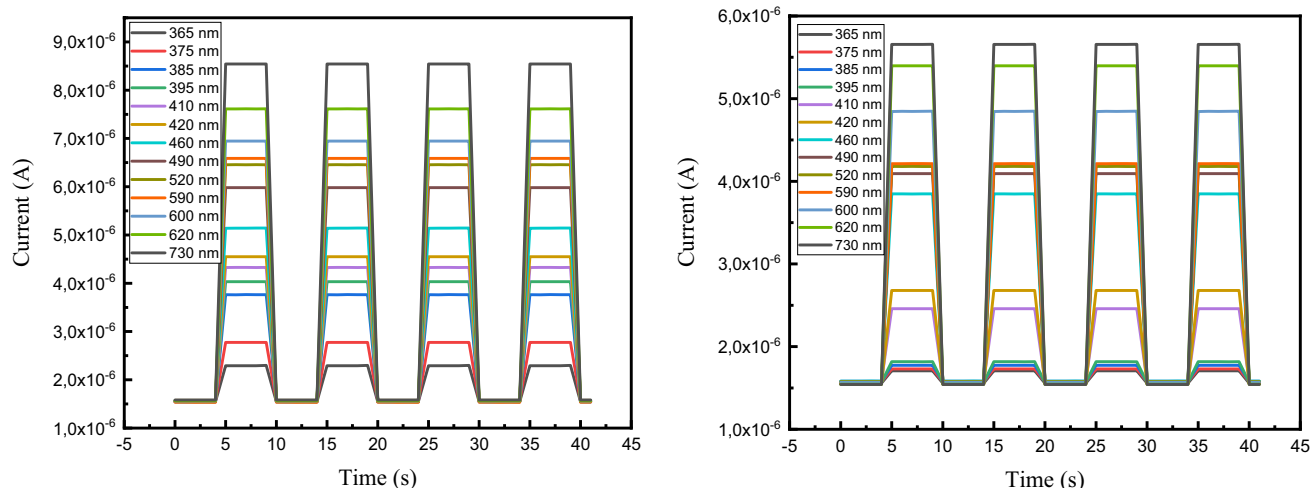 9,0x10-6
8,0x10-6
7,0x10-6
6,0x10-6
5,0x10-6
4,0x10-6
3,0x10-6
2,0x10-6
1,0x10-6
Current (A)
365 nm
375 nm
385 nm
395 nm
410 nm
420 nm
460 nm
490 nm
520 nm
590 nm
600 nm
620 nm
730 nm
-5 0 5 10 15 20 25 30 35 40 45
Time (s)
6,0x10-6
5,0x10-6
4,0x10-6
3,0x10-6
2,0x10-6
1,0x10-6
Current (A)
365 nm
375 nm
385 nm
395 nm
410 nm
420 nm
460 nm
490 nm
520 nm
590 nm
600 nm
620 nm
730 nm
-5 0 5 10 15 20 25 30 35 40 45
Time (s)